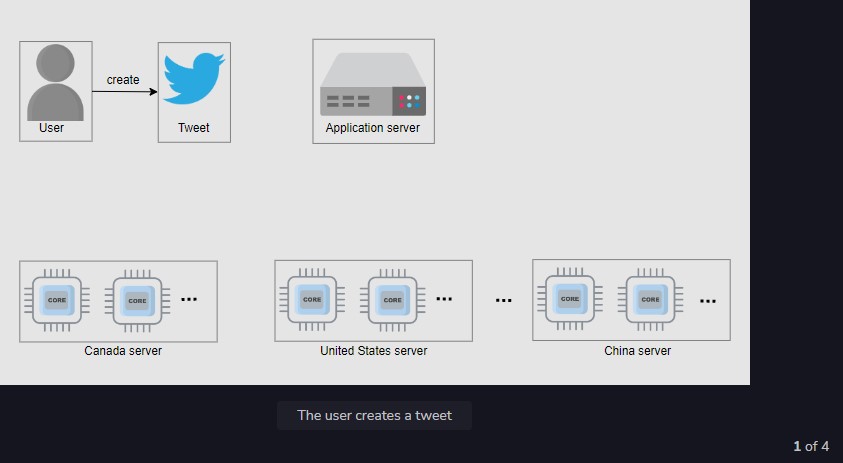 create
User
Tweet
Application server
CORE
CORE
...
CORE
CORE
...
...
CORE
CORE
...
Canada server
United States server
China server
The user creates a tweet
1 of 4